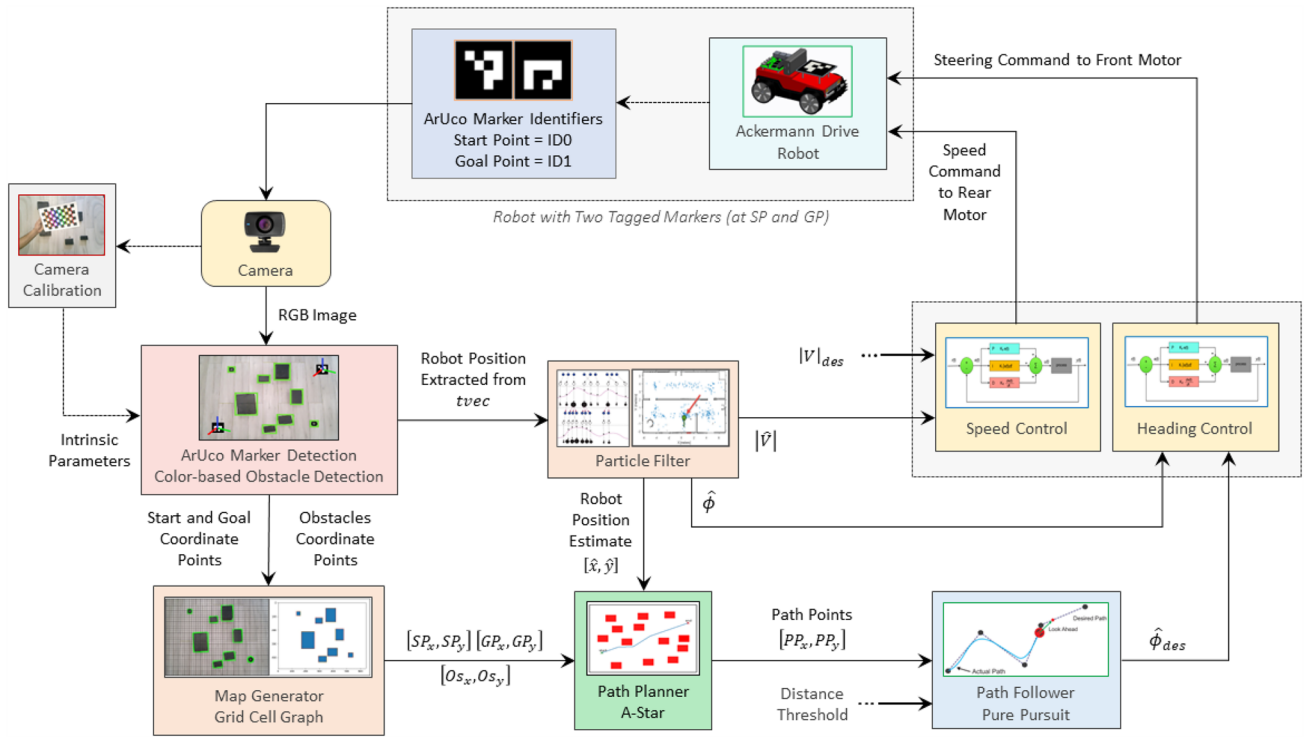 Steering Command to Front Motor
ArUco Marker Identifiers
Start Point = ID0
Goal Point = ID1
Ackermann Drive
Robot
Speed
Command
to Rear
Motor
Robot with Two Tagged Markers (at SP and GP)
Camera
Camera
Calibration
RGB Image
Intrinsic
Parameters
ArUco Marker Detection
Color-based Obstacle Detection
Robot Position
Extracted from
tvec
Particle Filter
|V|des
|V̂|
Speed Control
Heading Control
Start and Goal
Coordinate
Points
Obstacles
Coordinate
Points
Robot
Position
Estimate
[x̂, ŷ]
ϕ̂
Map Generator
Grid Cell Graph
[SPx,SPy] [GPx,GPy]
[Osx,Osy]
Path Planner
A-Star
Path Points
[PPx,PPy]
Distance
Threshold
Desired Path
Look Ahead
Actual Path
Path Follower
Pure Pursuit
ϕ̂des